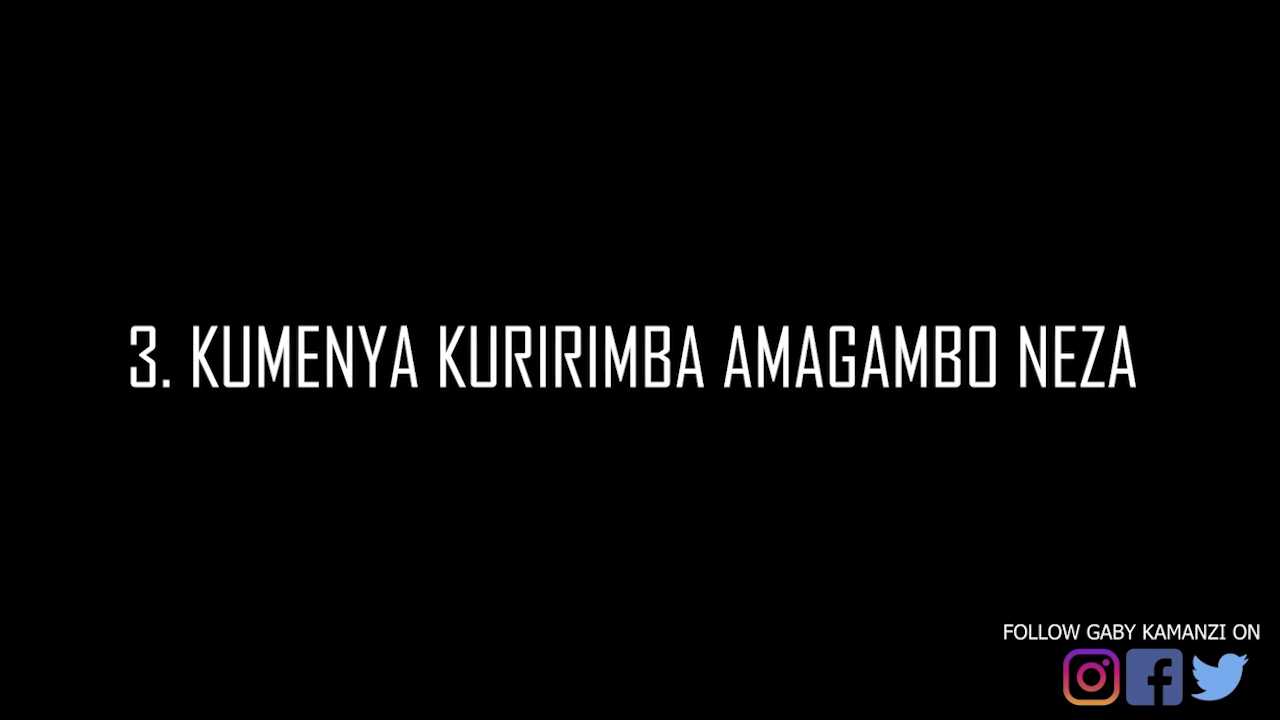 3. KUMENYA KURIRIMBA AMAGAMBO NEZA
FOLLOW GABY KAMANZI ON